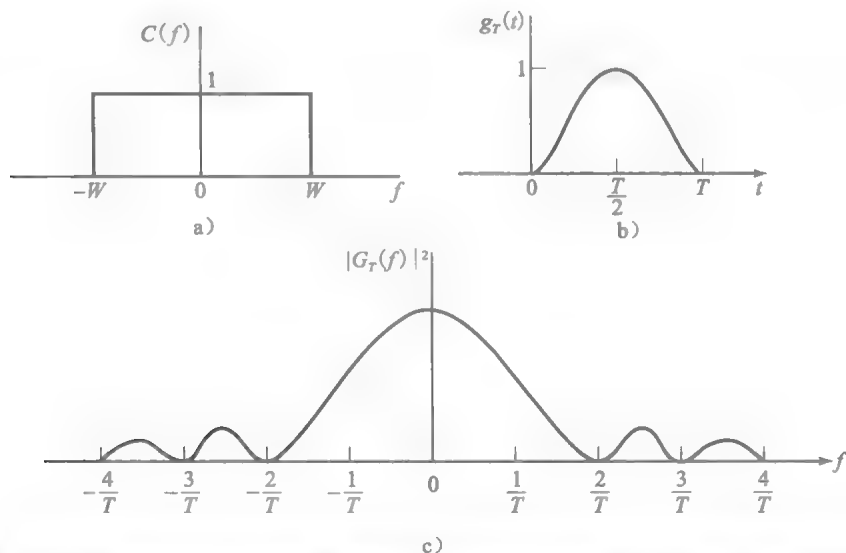 C(f)
1
-W 0 W f
a)
g_T(t)
1
0 T/2 T t
b)
|G_T(f)|²
-4/T -3/T -2/T -1/T 0 1/T 2/T 3/T 4/T f
c)